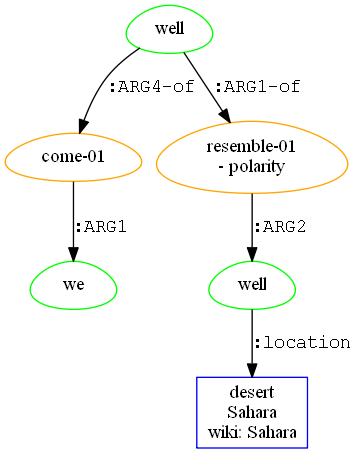 well
:ARG4-of
:ARG1-of
come-01
resemble-01
- polarity
:ARG1
:ARG2
we
well
:location
desert
Sahara
wiki: Sahara